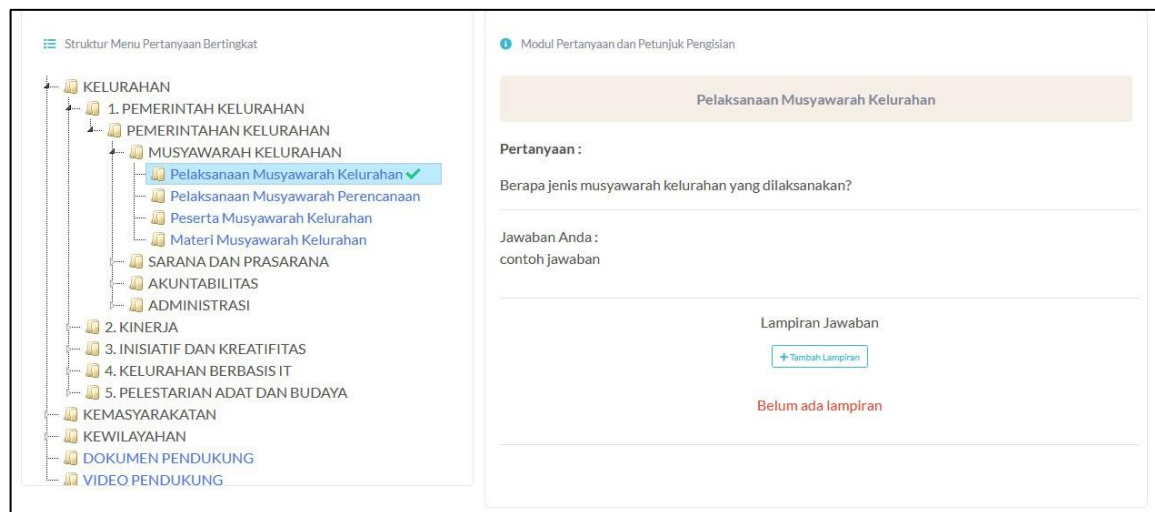 Struktur Menu Pertanyaan Bertingkat
KELURAHAN
1. PEMERINTAH KELURAHAN
PEMERINTAHAN KELURAHAN
MUSYAWARAH KELURAHAN
Pelaksanaan Musyawarah Kelurahan
Pelaksanaan Musyawarah Perencanaan
Peserta Musyawarah Kelurahan
Materi Musyawarah Kelurahan
SARANA DAN PRASARANA
AKUNTABILITAS
ADMINISTRASI
2. KINERJA
3. INISIATIF DAN KREATIFITAS
4. KELURAHAN BERBASIS IT
5. PELESTARIAN ADAT DAN BUDAYA
KEMASYARAKATAN
KEWILAYAHAN
DOKUMEN PENDUKUNG
VIDEO PENDUKUNG
Modul Pertanyaan dan Petunjuk Pengisian
Pelaksanaan Musyawarah Kelurahan
Pertanyaan :
Berapa jenis musyawarah kelurahan yang dilaksanakan?
Jawaban Anda :
contoh jawaban
Lampiran Jawaban
+ Tambah Lampiran
Belum ada lampiran